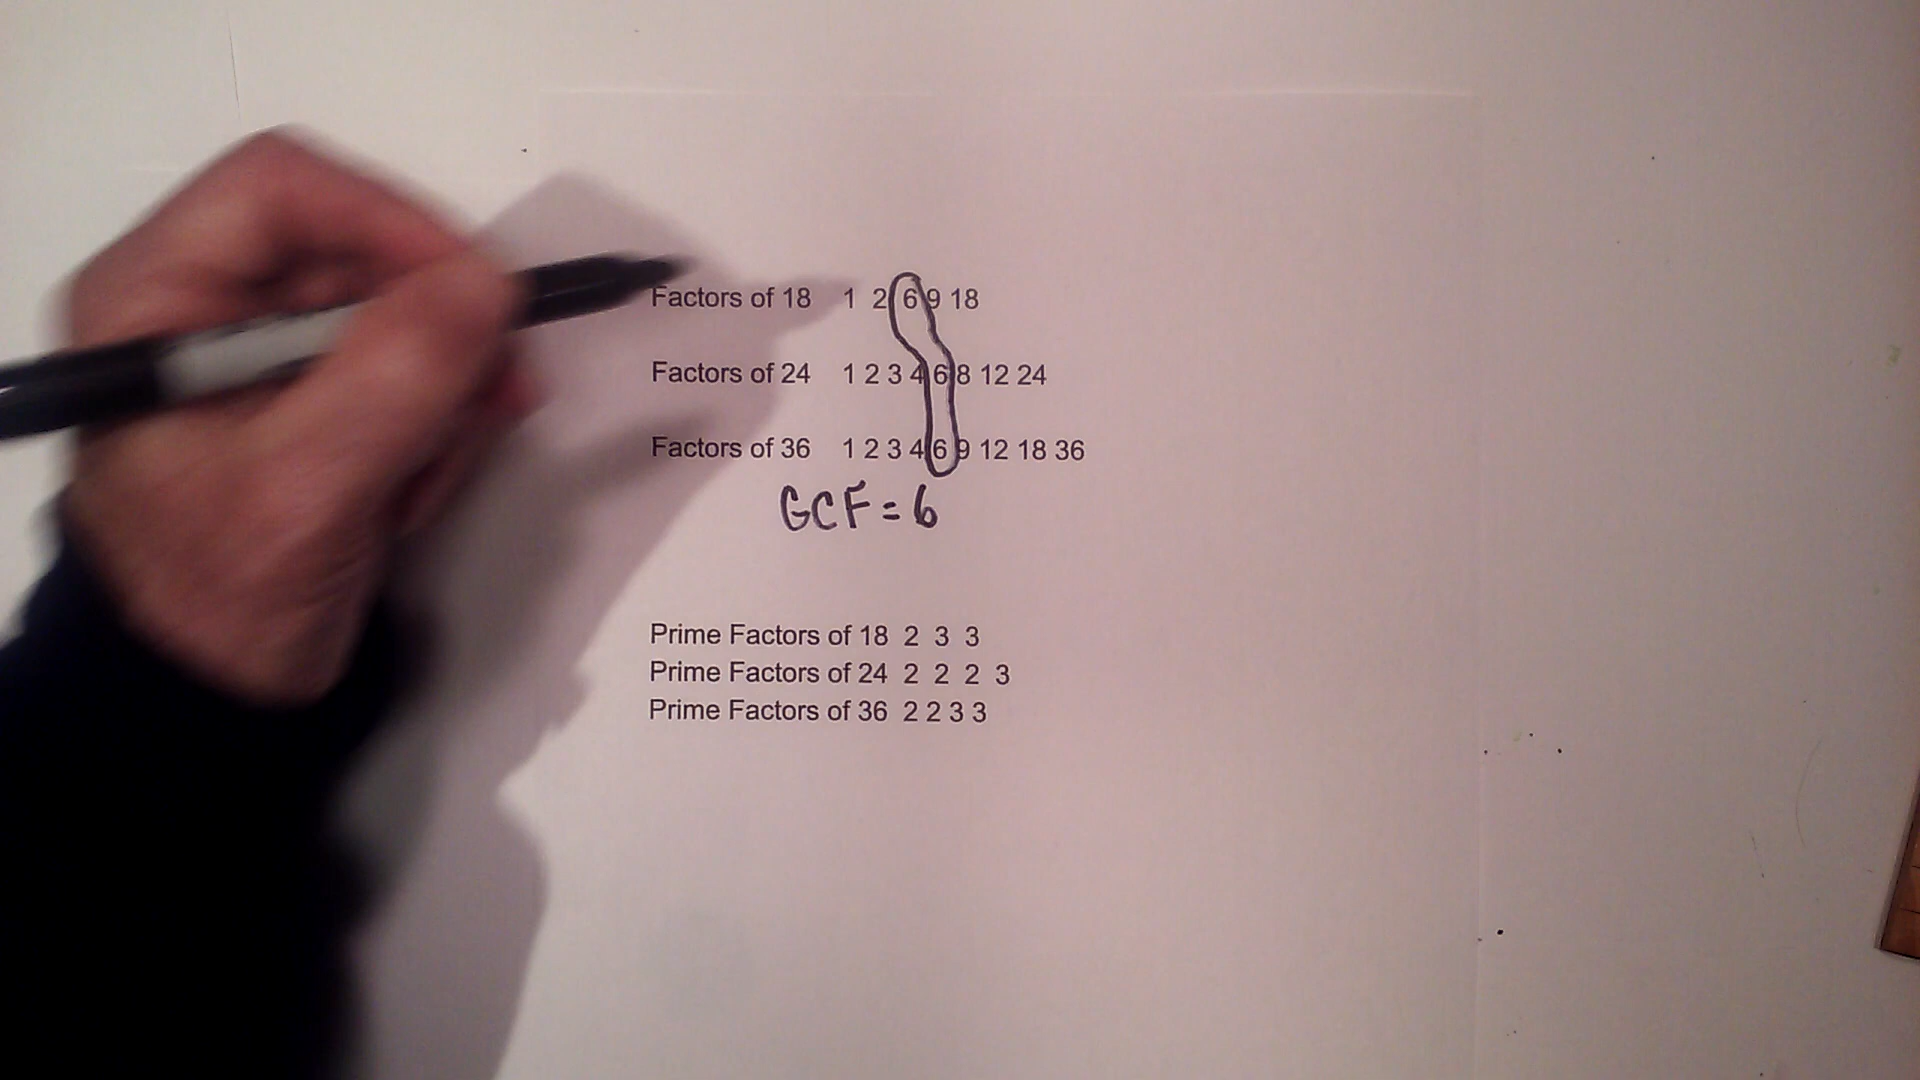 Factors of 18 1 2 6 9 18
Factors of 24 1 2 3 4 6 8 12 24
Factors of 36 1 2 3 4 6 9 12 18 36
GCF = 6
Prime Factors of 18 2 3 3
Prime Factors of 24 2 2 2 3
Prime Factors of 36 2 2 3 3